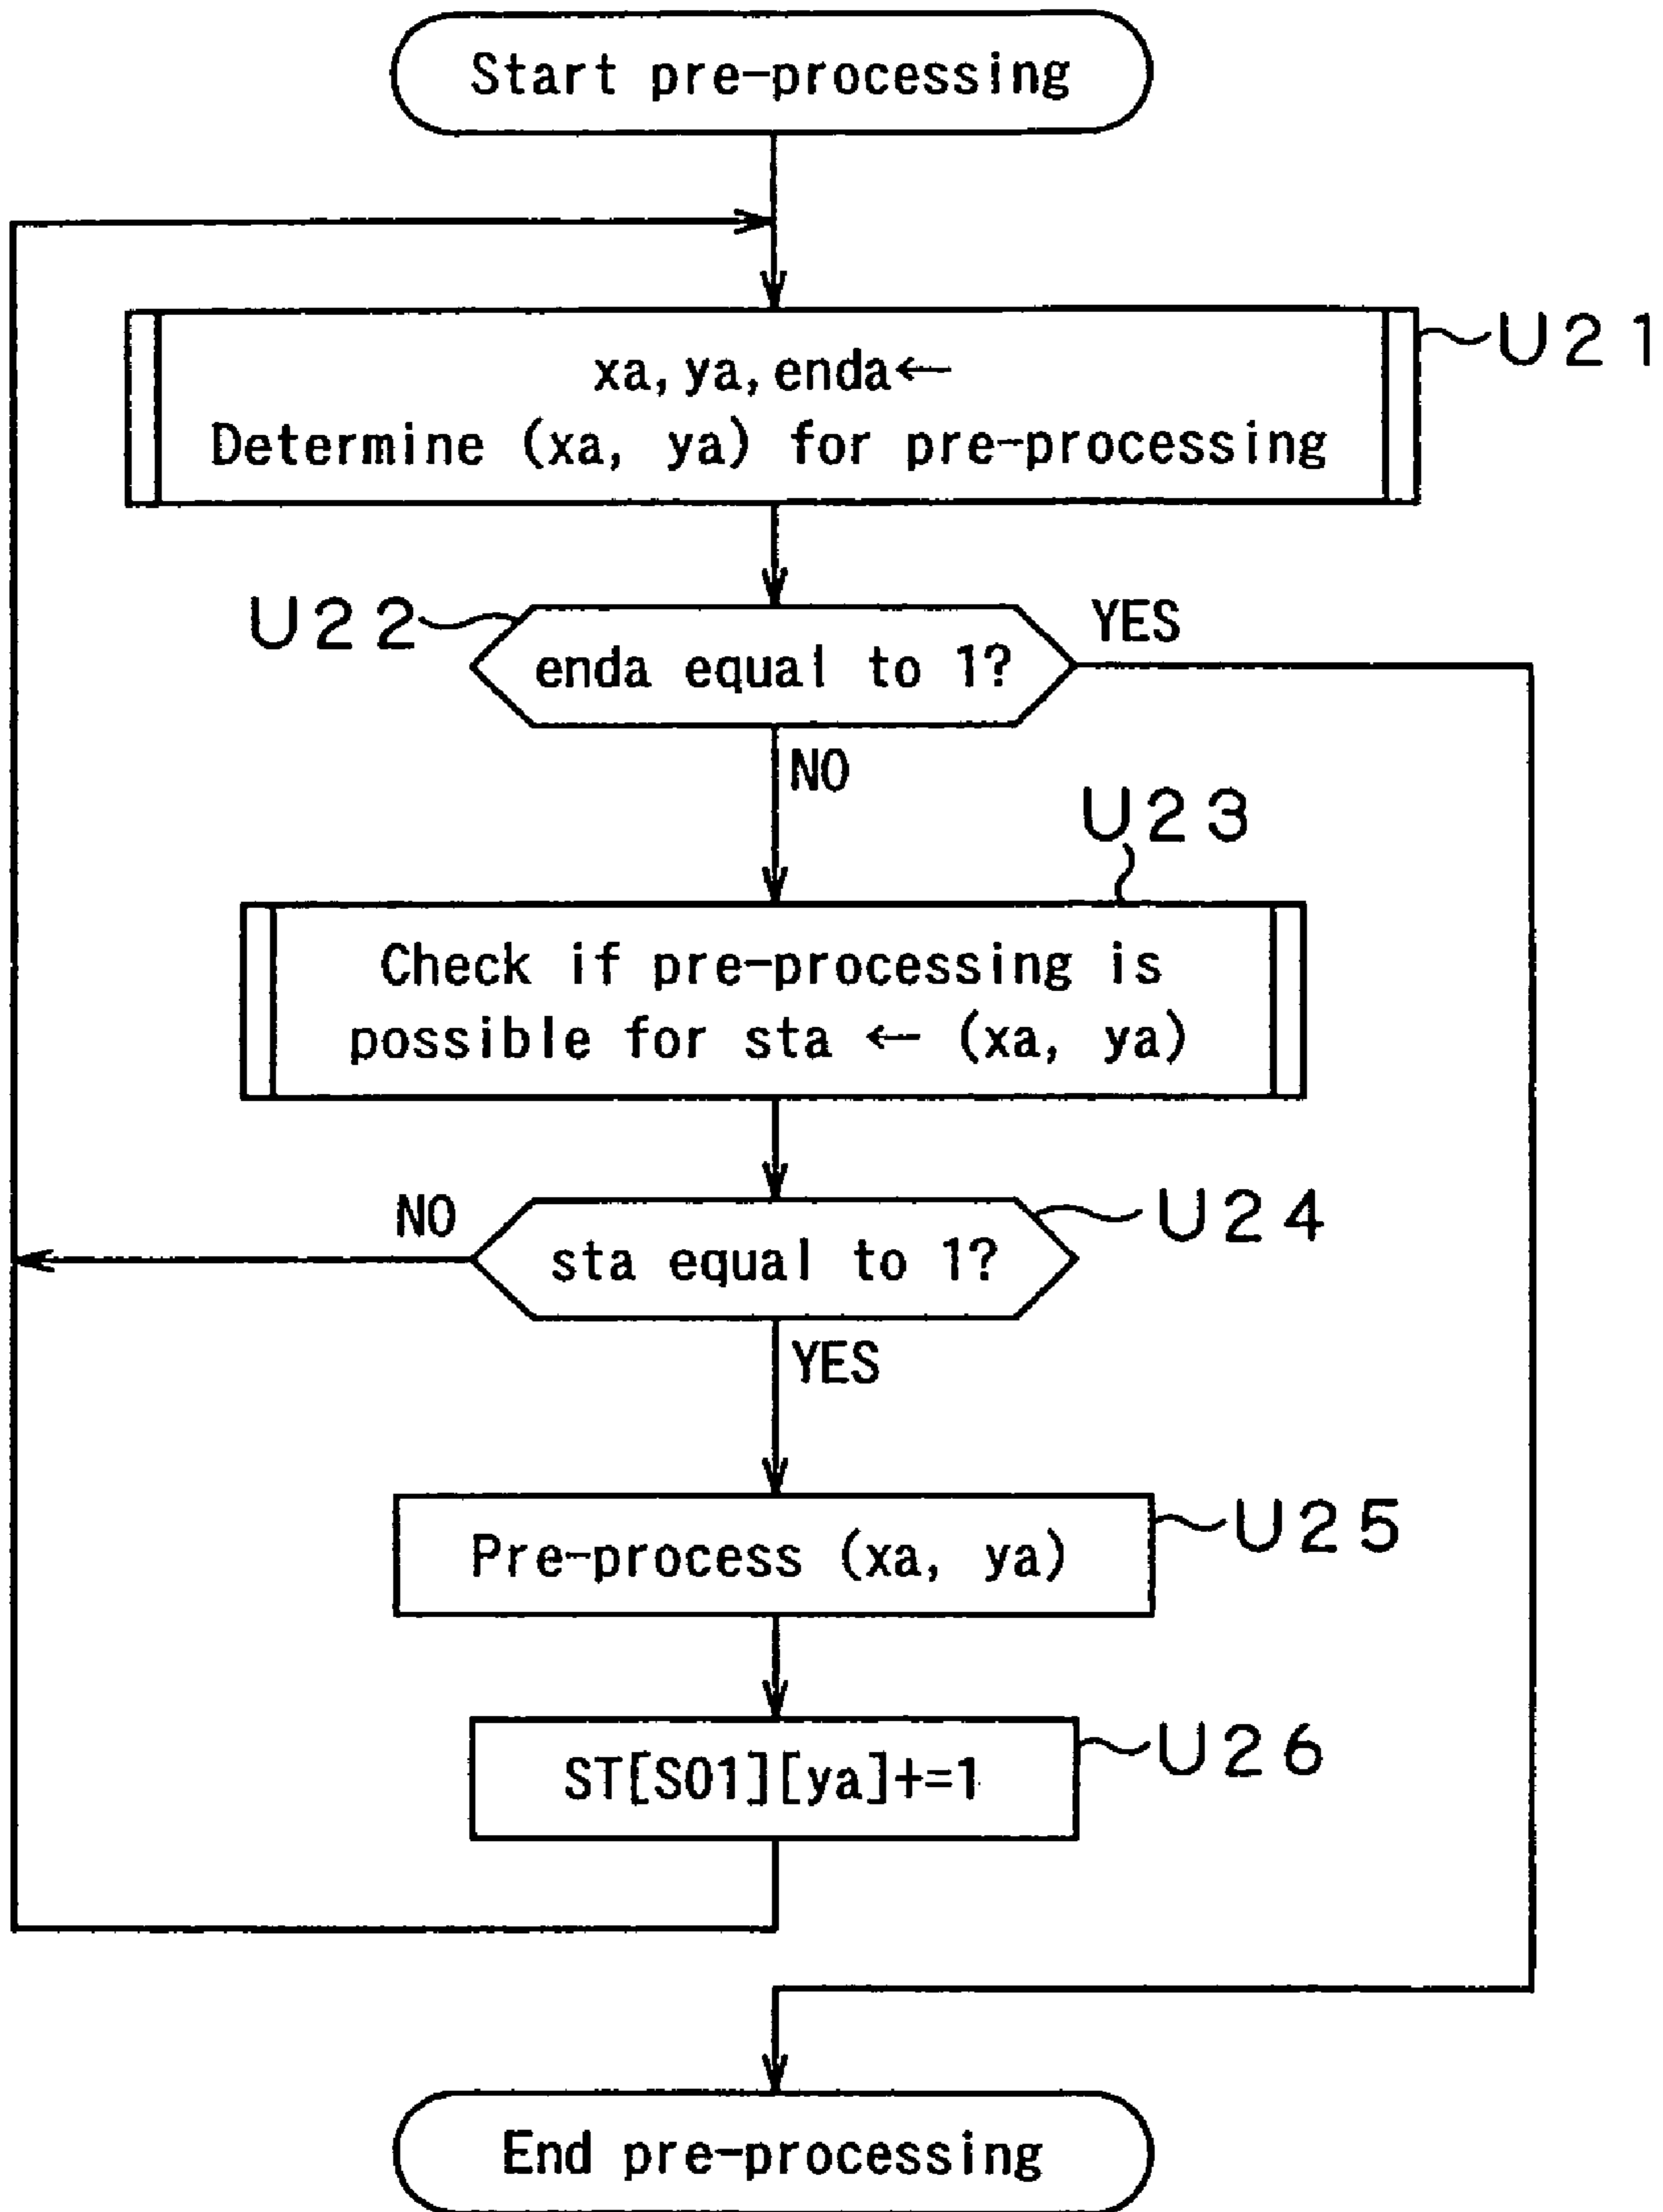 Start pre-processing
U21
xa, ya, enda←
Determine (xa, ya) for pre-processing
U22
YES
enda equal to 1?
NO
U23
Check if pre-processing is
possible for sta ← (xa, ya)
NO
U24
sta equal to 1?
YES
U25
Pre-process (xa, ya)
U26
ST[S01][ya]+=1
End pre-processing